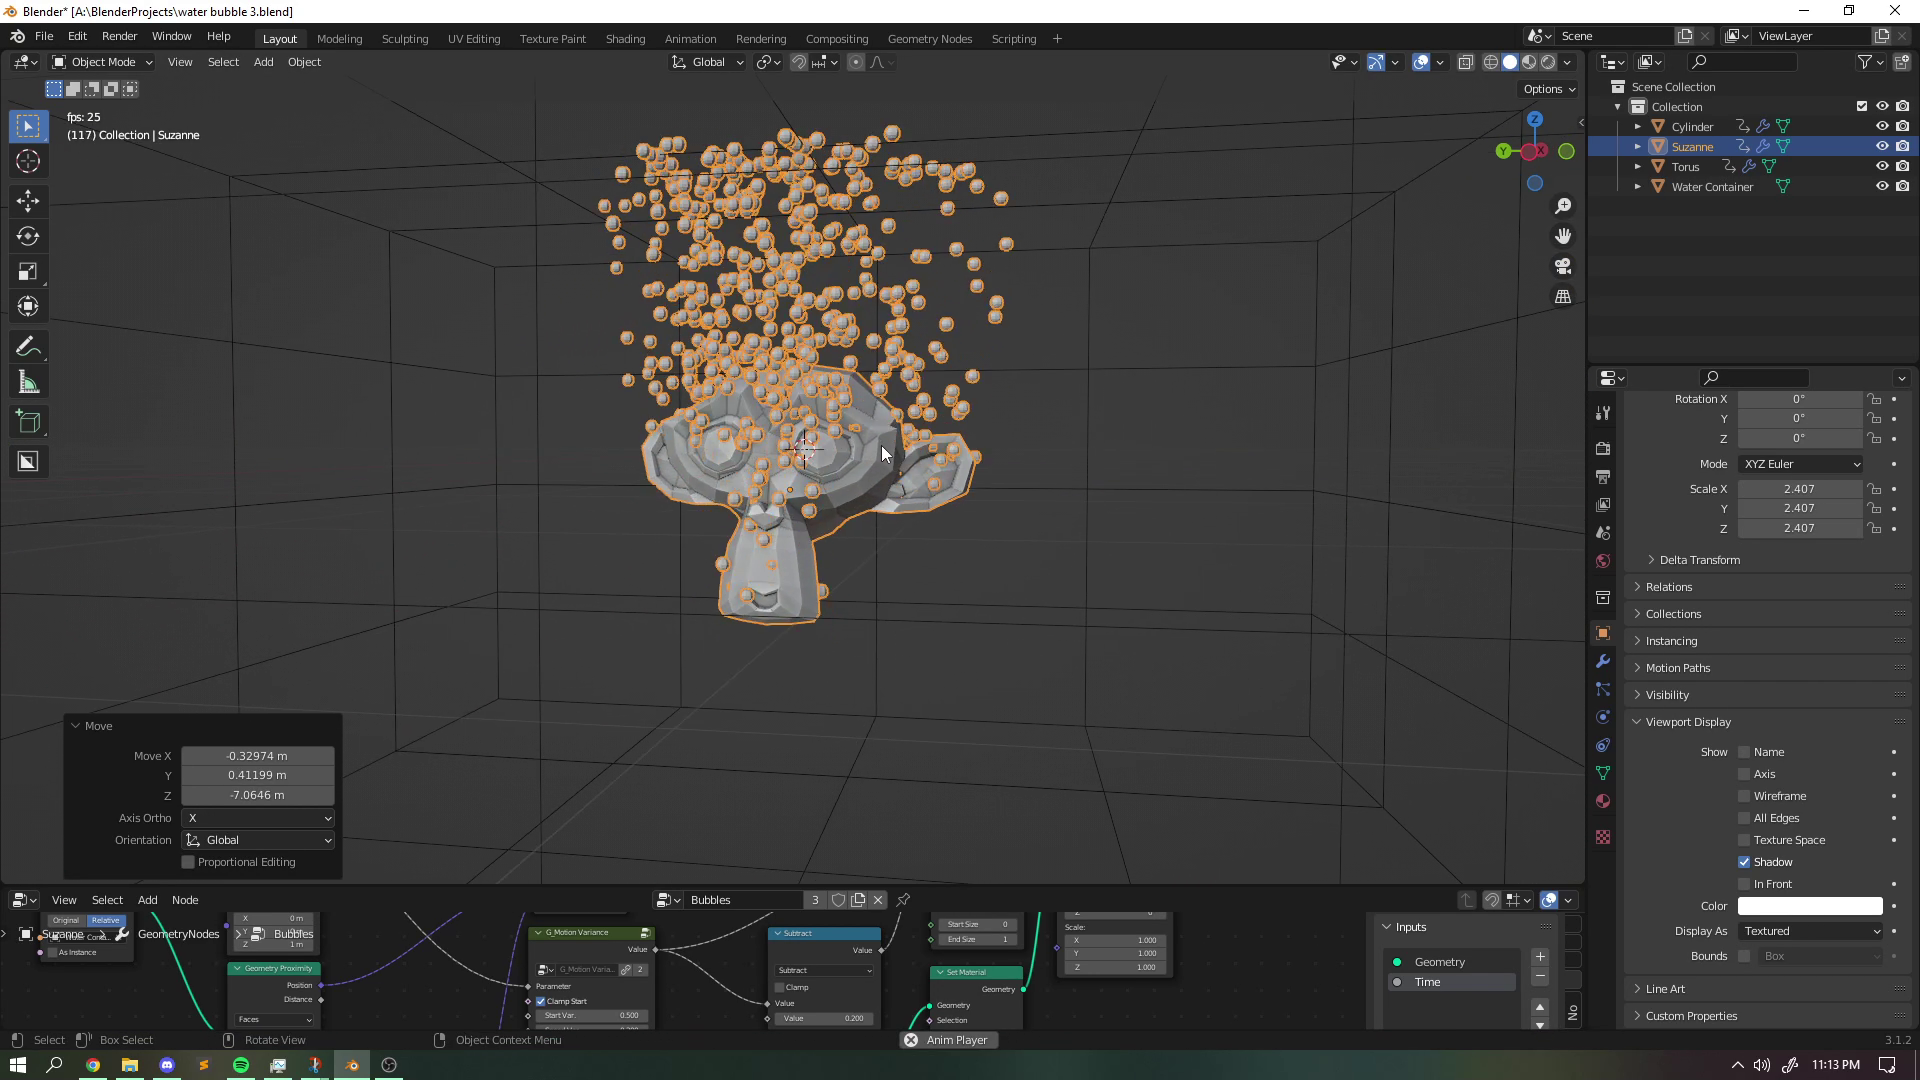 Blender* [A:\BlenderProjects\water bubble 3.blend]
File Edit Render Window Help Layout Modeling Sculpting UV Editing Texture Paint Shading Animation Rendering Compositing Geometry Nodes Scripting + Scene ViewLayer
Object Mode View Select Add Object Global
Options
fps: 25
(117) Collection | Suzanne
Z
Y X
Scene Collection
Collection
Cylinder
Suzanne
Torus
Water Container
Rotation X 0°
Y 0°
Z 0°
Mode XYZ Euler
Scale X 2.407
Y 2.407
Z 2.407
Delta Transform
Relations
Collections
Instancing
Motion Paths
Visibility
Viewport Display
Show Name
Axis
Wireframe
All Edges
Texture Space
Shadow
In Front
Color
Display As Textured
Bounds Box
Line Art
Custom Properties
Move
Move X -0.32974 m
Y 0.41199 m
Z -7.0646 m
Axis Ortho X
Orientation Global
Proportional Editing
View Select Add Node Bubbles 3
Original Relative
As Instance
Suzanne GeometryNodes Bubbles
X 0 m
Y 0 m
Z 1 m
Geometry Proximity
Position
Distance
Faces
G_Motion Variance
Value
G_Motion Varia... 2
Parameter
Clamp Start
Start Var. 0.500
Subtract
Value
Subtract
Clamp
Value
Value 0.200
Start Size 0
End Size 1
Set Material
Geometry
Geometry
Selection
Scale:
X 1.000
Y 1.000
Z 1.000
Inputs
Geometry
Time
No
Select Box Select Rotate View Object Context Menu Anim Player 3.1.2
11:13 PM